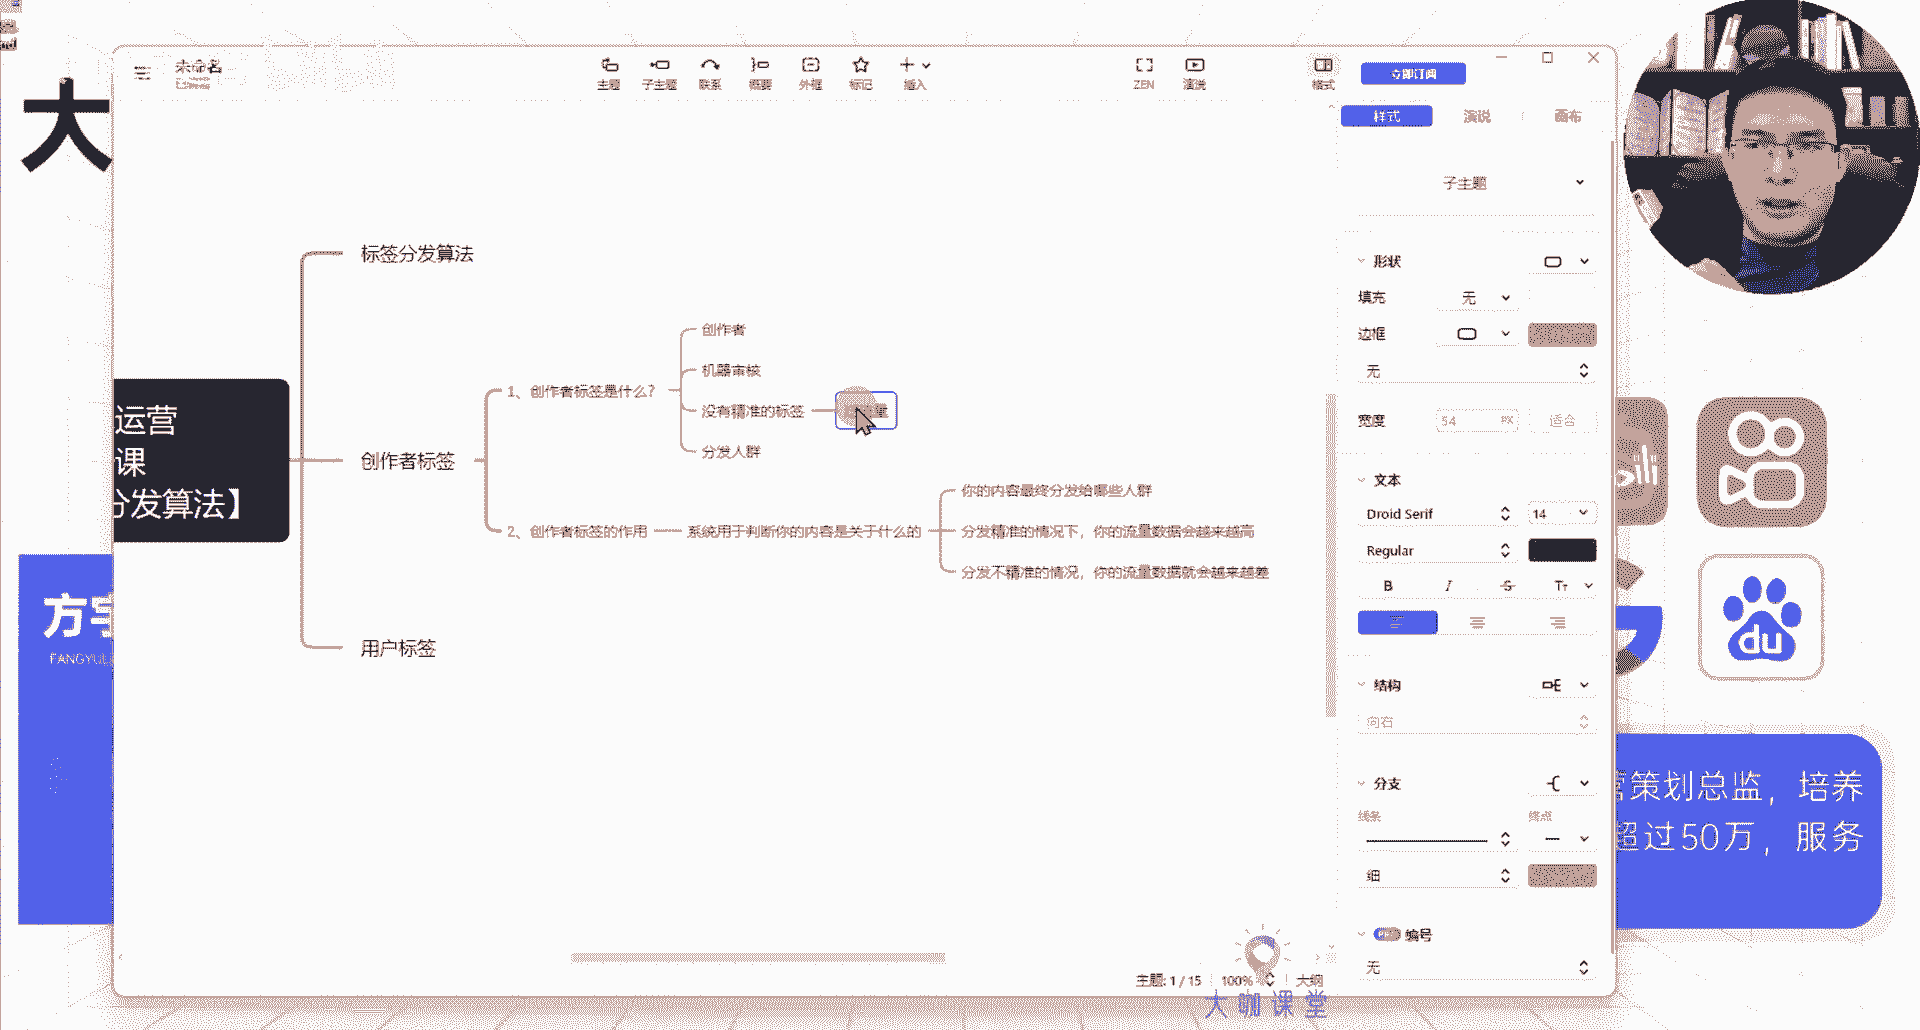 未命名
主题 子主题 联系 概要 外框 标记 插入 ZEN 演说 格式
立即订阅
样式 演说 画布
大
子主题
标签分发算法
形状
填充 无
创作者
边框
机器审核
无
1、创作者标签是什么?
没有精准的标签
运营
课
分发算法】
宽度 54 PX 适合
分发人群
创作者标签
文本
你的内容最终分发给哪些人群
Droid Serif 14
2、创作者标签的作用
系统用于判断你的内容是关于什么的
分发精准的情况下，你的流量数据会越来越高
Regular
分发不精准的情况，你的流量数据就会越来越差
B I S TT
方宇
FANGYU
用户标签
du
结构
向右
分支
线条 终点
细
策划总监，培养
超过50万，服务
编号
无
主题: 1 / 15 100% 大纲
大咖课堂